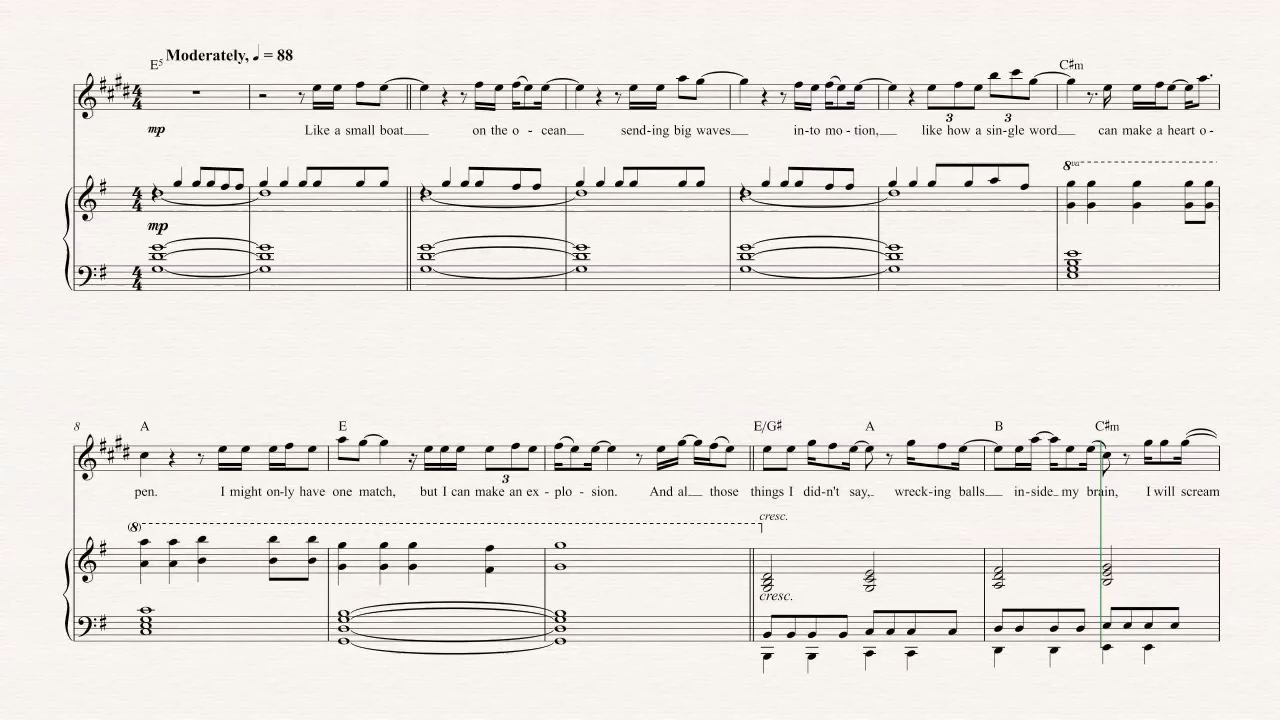 Moderately, ♩ = 88
E5 C♯m
mp
Like a small boat on the o - cean send-ing big waves in-to mo - tion, like how a sin-gle word can make a heart o -
3 3
8va
mp
8
A E E/G♯ A B C♯m
3
pen. I might on-ly have one match, but I can make an ex - plo - sion. And al those things I did-n't say, wreck-ing balls in-side my brain, I will scream
cresc.
(8)
cresc.